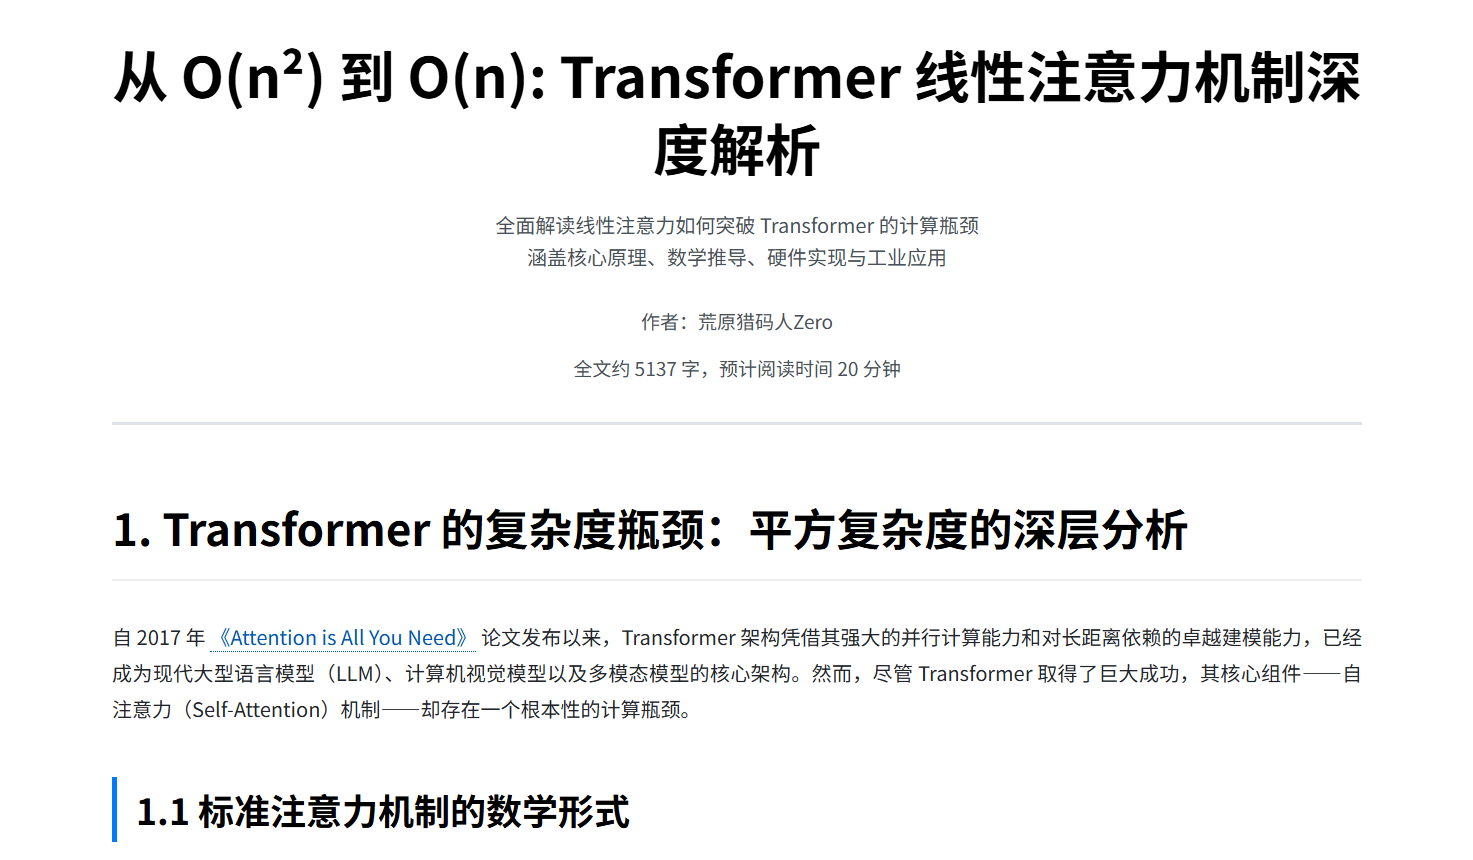 从 O(n²) 到 O(n): Transformer 线性注意力机制深
度解析
全面解读线性注意力如何突破 Transformer 的计算瓶颈
涵盖核心原理、数学推导、硬件实现与工业应用
作者：荒原猎码人Zero
全文约 5137 字，预计阅读时间 20 分钟
1. Transformer 的复杂度瓶颈：平方复杂度的深层分析
自 2017 年《Attention is All You Need》论文发布以来，Transformer 架构凭借其强大的并行计算能力和对长距离依赖的卓越建模能力，已经
成为现代大型语言模型（LLM）、计算机视觉模型以及多模态模型的核心架构。然而，尽管 Transformer 取得了巨大成功，其核心组件——自
注意力（Self-Attention）机制——却存在一个根本性的计算瓶颈。
1.1 标准注意力机制的数学形式